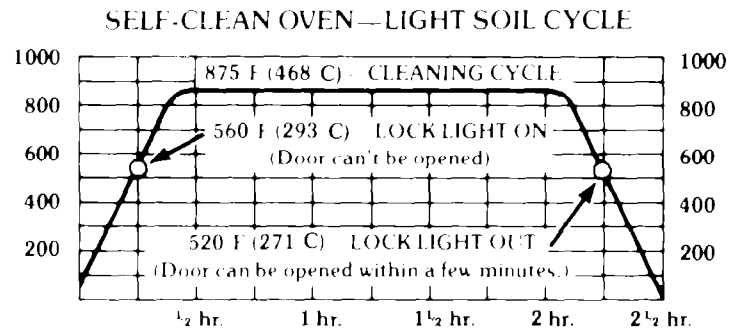 SELF-CLEAN OVEN—LIGHT SOIL CYCLE
1000 1000
875 F (468 C) - CLEANING CYCLE
800 800
560 F (293 C) LOCK LIGHT ON
600 600
(Door can't be opened)
400 400
520 F (271 C) LOCK LIGHT OUT
200 200
(Door can be opened within a few minutes.)
½ hr. 1 hr. 1½ hr. 2 hr. 2½ hr.